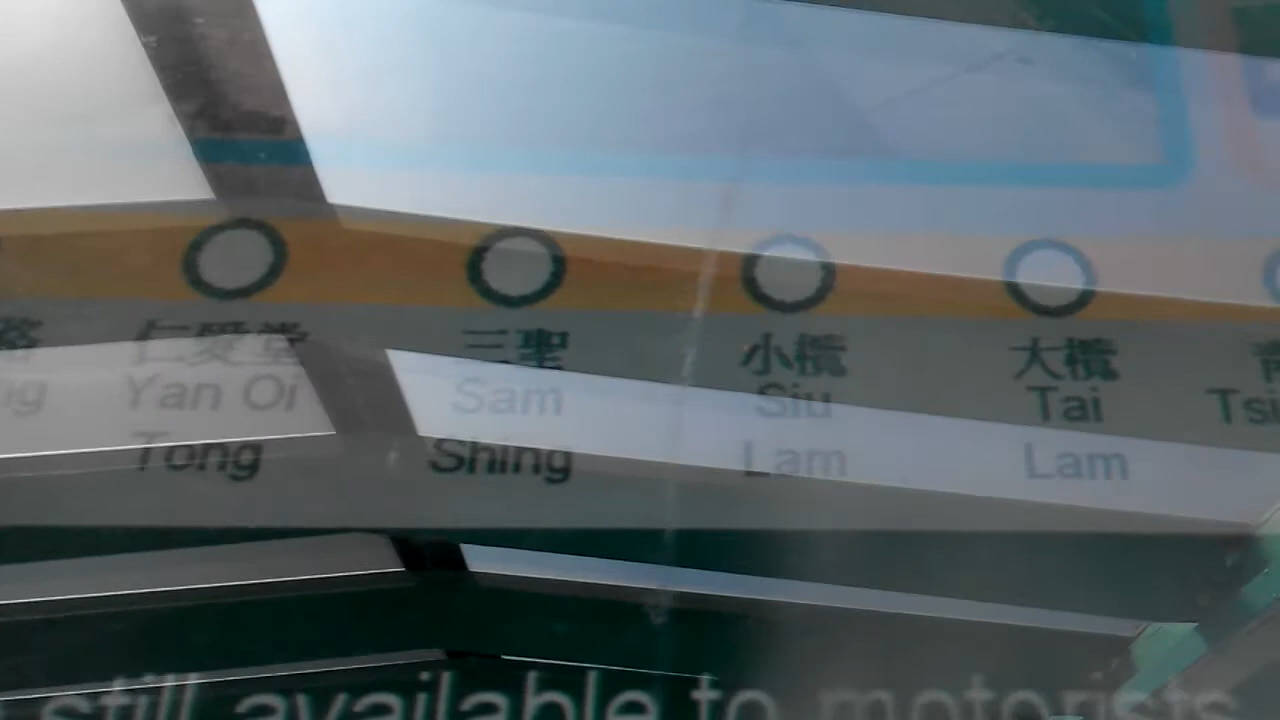 仁愛堂 三聖 小欖 大欖
Yan Oi Sam Siu Tai
Tong Shing Lam Lam
still available to motorists